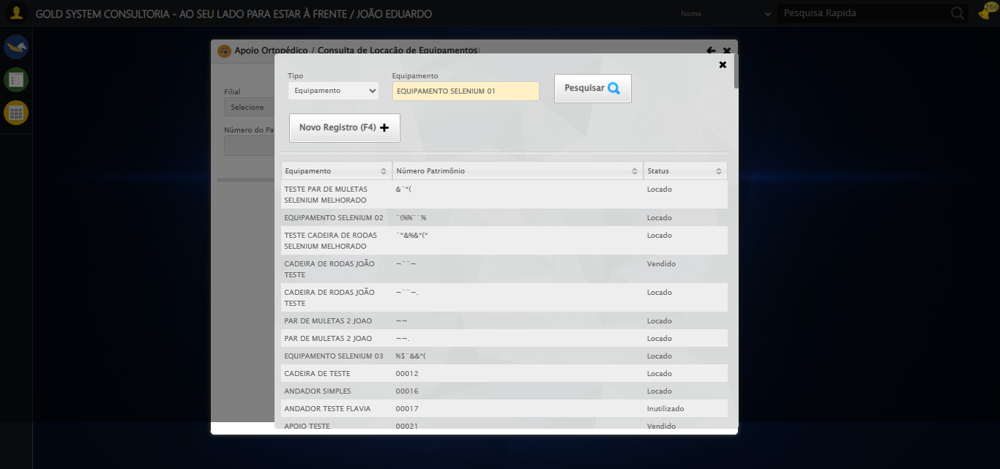 GOLD SYSTEM CONSULTORIA - AO SEU LADO PARA ESTAR À FRENTE / JOÃO EDUARDO
Nome
Pesquisa Rapida
266
Apoio Ortopédico / Consulta de Locação de Equipamentos
Filial
Selecione
Número do Pat
Tipo
Equipamento
Equipamento
EQUIPAMENTO SELENIUM 01
Pesquisar
Novo Registro (F4)
Equipamento Número Patrimônio Status
TESTE PAR DE MULETAS &¨*( Locado
SELENIUM MELHORADO
EQUIPAMENTO SELENIUM 02 ¨(%%¨¨% Locado
TESTE CADEIRA DE RODAS ¨*&%&*(* Locado
SELENIUM MELHORADO
CADEIRA DE RODAS JOÃO ¬¨¨¬ Vendido
TESTE
CADEIRA DE RODAS JOÃO ¬¨¨¬. Locado
TESTE
PAR DE MULETAS 2 JOAO ¬¬ Locado
PAR DE MULETAS 2 JOAO ¬¬. Locado
EQUIPAMENTO SELENIUM 03 %$¨&&*( Locado
CADEIRA DE TESTE 00012 Locado
ANDADOR SIMPLES 00016 Locado
ANDADOR TESTE FLAVIA 00017 Inutilizado
APOIO TESTE 00021 Vendido